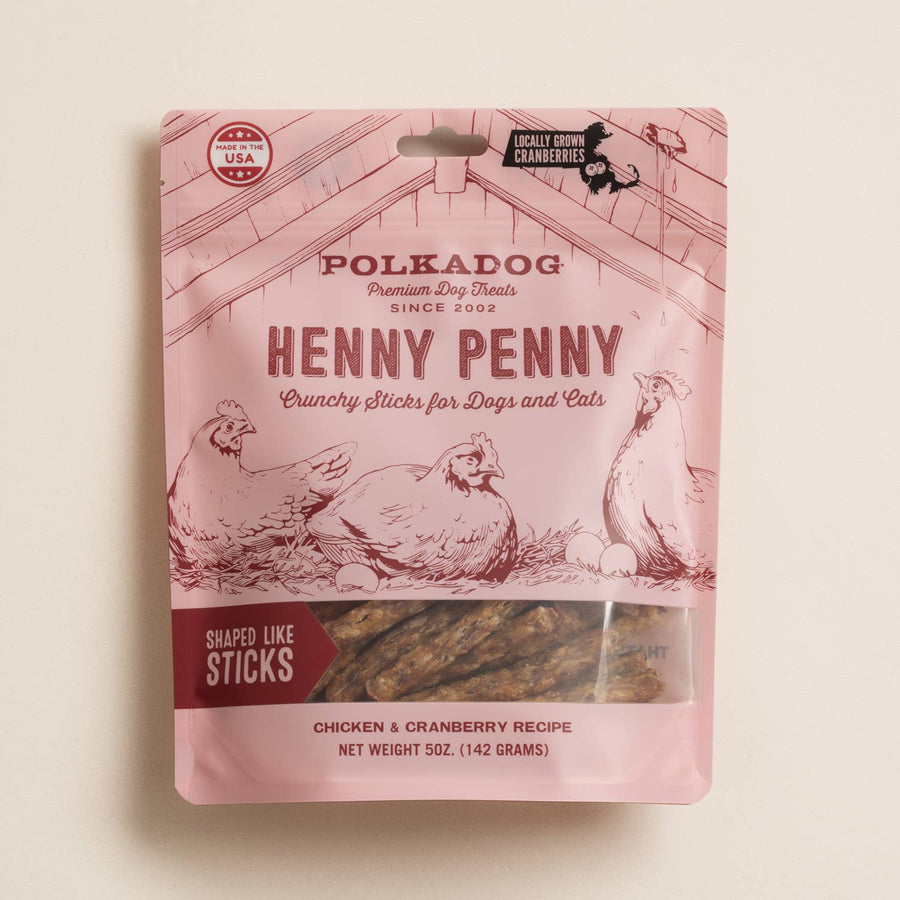 MADE IN THE
USA
LOCALLY GROWN
CRANBERRIES
POLKADOG
Premium Dog Treats
SINCE 2002
HENNY PENNY
Crunchy Sticks for Dogs and Cats
SHAPED LIKE
STICKS
CHICKEN & CRANBERRY RECIPE
NET WEIGHT 5OZ. (142 GRAMS)